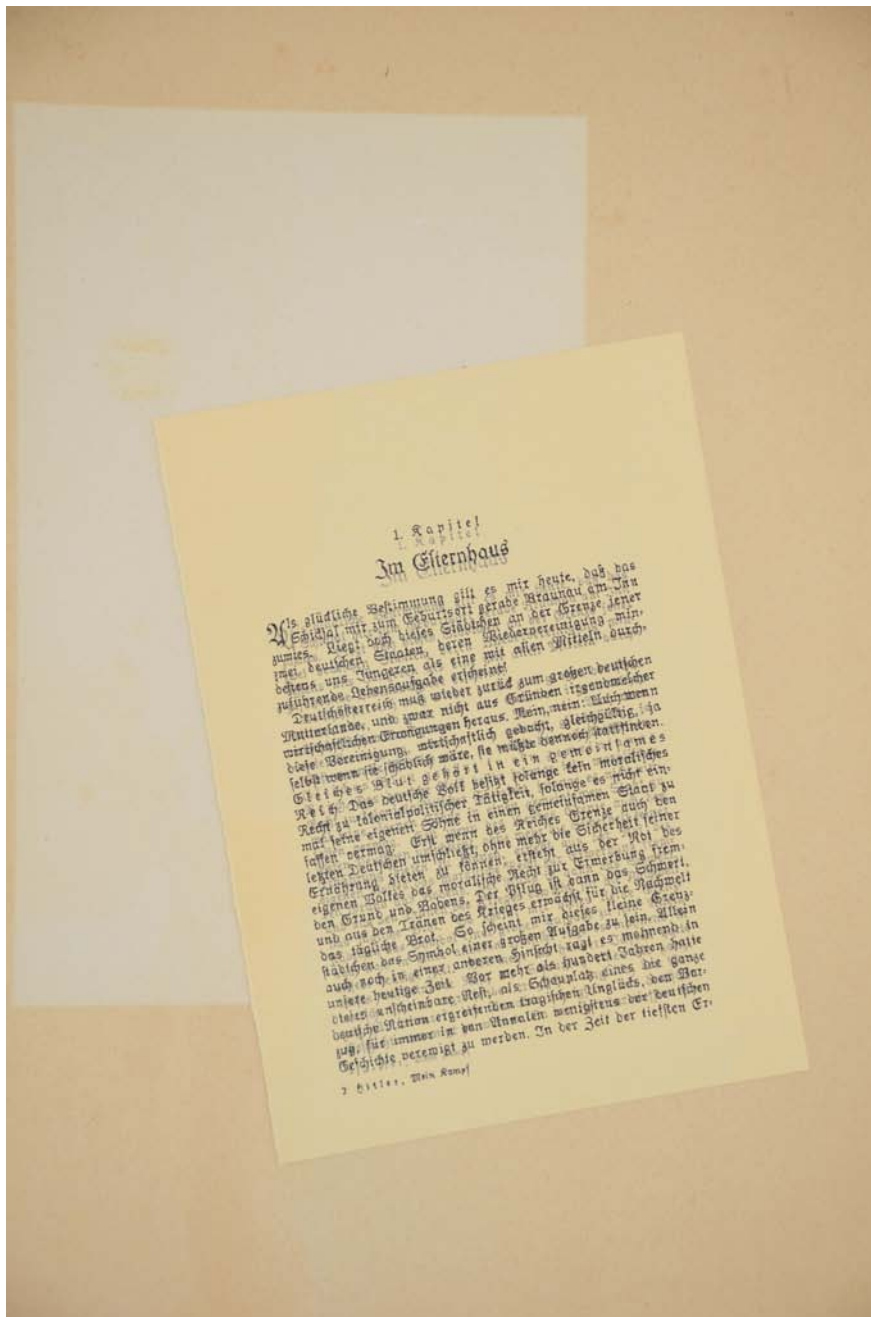 1. Kapitel
Im Elternhaus
Als glückliche Bestimmung gilt es mir heute, daß das
Schicksal mir zum Geburtsort gerade Braunau am Inn
zuwies. Liegt doch dieses Städtchen an der Grenze jener
zwei deutschen Staaten, deren Wiedervereinigung min-
destens uns Jüngeren als eine mit allen Mitteln durch-
zuführende Lebensaufgabe erscheint!
Deutschösterreich muß wieder zurück zum großen deutschen
Mutterlande, und zwar nicht aus Gründen irgendwelcher
wirtschaftlichen Erwägungen heraus. Nein, nein: Auch wenn
diese Vereinigung, wirtschaftlich gedacht, gleichgültig, ja
selbst wenn sie schädlich wäre, sie müßte dennoch stattfinden.
Gleiches Blut gehört in ein gemeinsames
Reich. Das deutsche Volk besitzt solange kein moralisches
Recht zu kolonialpolitischer Tätigkeit, solange es nicht ein-
mal seine eigenen Söhne in einen gemeinsamen Staat zu
fassen vermag. Erst wenn des Reiches Grenze auch den
letzten Deutschen umschließt, ohne mehr die Sicherheit seiner
Ernährung bieten zu können, ersteht aus der Not des
eigenen Volkes das moralische Recht zur Erwerbung frem-
den Grund und Bodens. Der Pflug ist dann das Schwert,
und aus den Tränen des Krieges erwächst für die Nachwelt
das tägliche Brot. So scheint mir dieses kleine Grenz-
städtchen das Symbol einer großen Aufgabe zu sein. Allein
auch noch in einer anderen Hinsicht ragt es mahnend in
unsere heutige Zeit. Vor mehr als hundert Jahren hatte
dieses unscheinbare Nest, als Schauplatz eines die ganze
deutsche Nation ergreifenden tragischen Unglücks, den Vor-
zug, für immer in den Annalen wenigstens der deutschen
Geschichte verewigt zu werden. In der Zeit der tiefsten Er-
2 Hitler, Mein Kampf